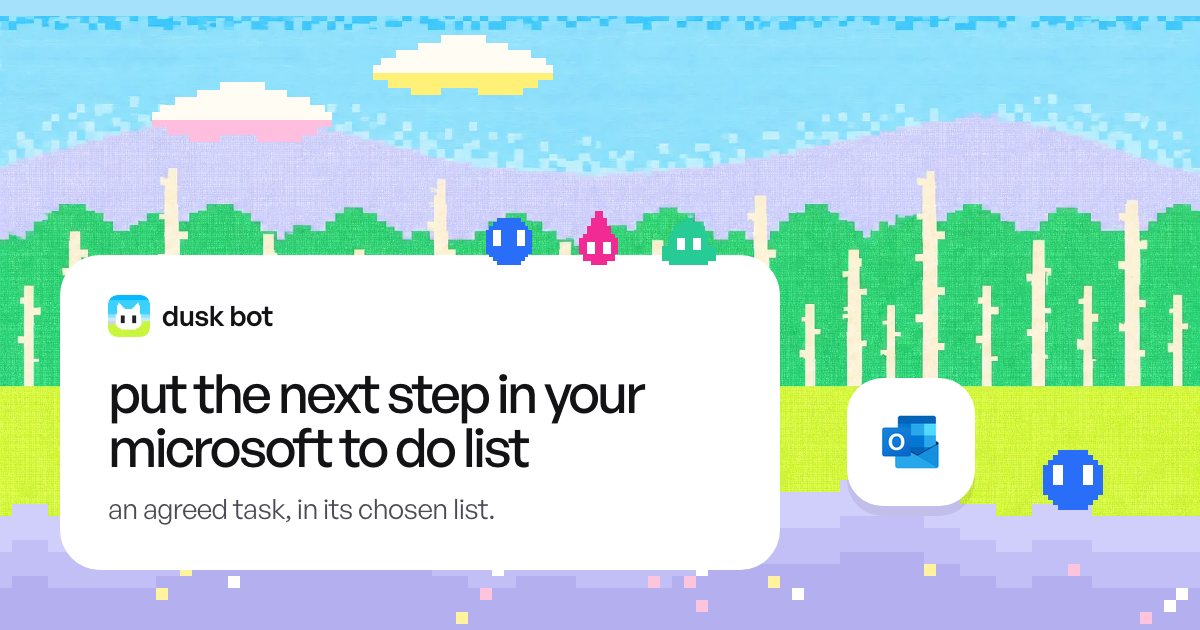 dusk bot
put the next step in your
microsoft to do list
an agreed task, in its chosen list.
O